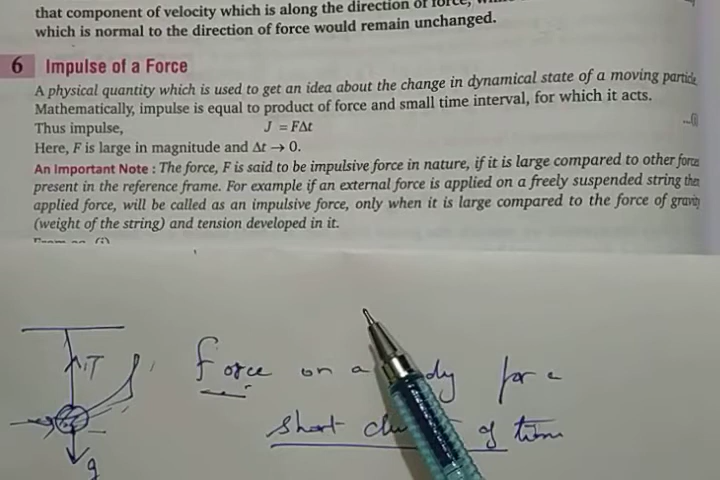 that component of velocity which is along the direction of force,
which is normal to the direction of force would remain unchanged.
6 Impulse of a Force
A physical quantity which is used to get an idea about the change in dynamical state of a moving particle
Mathematically, impulse is equal to product of force and small time interval, for which it acts.
Thus impulse, J = FΔt ...(i)
Here, F is large in magnitude and Δt → 0.
An Important Note : The force, F is said to be impulsive force in nature, if it is large compared to other forces
present in the reference frame. For example if an external force is applied on a freely suspended string then
applied force, will be called as an impulsive force, only when it is large compared to the force of gravity
(weight of the string) and tension developed in it.
T
Force on a for a
short of time
g